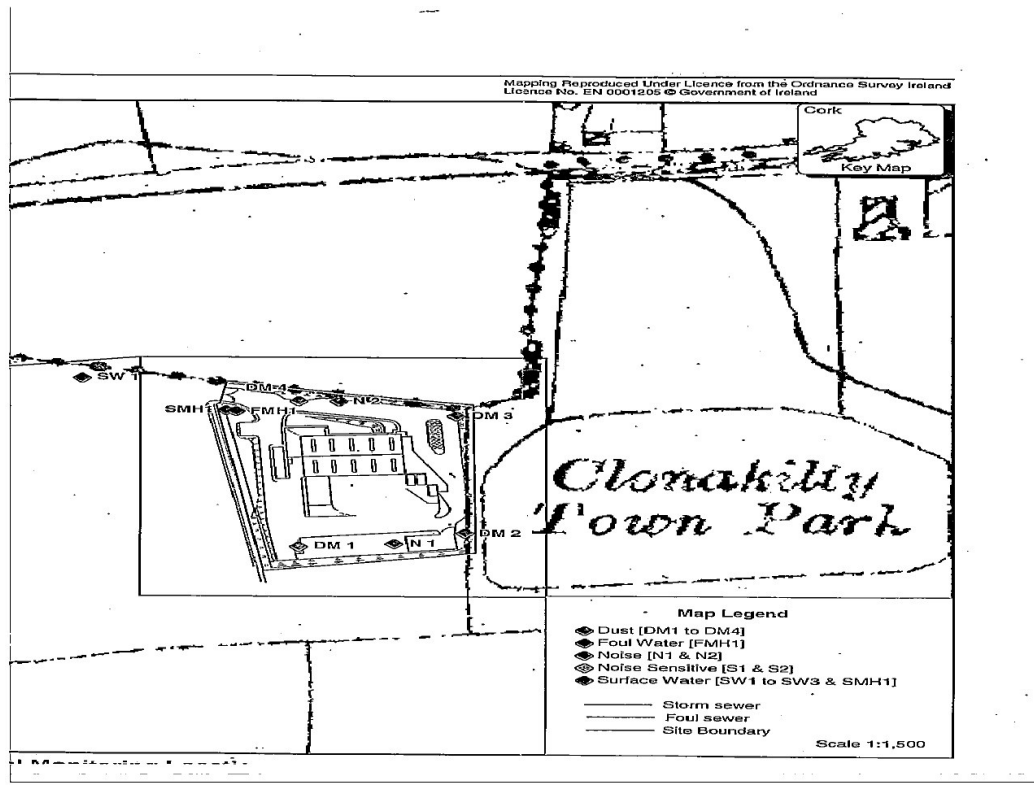 Mapping Reproduced Under Licence from the Ordnance Survey Ireland
Licence No. EN 0001205 © Government of Ireland
Cork
Key Map
SW 1
DM 4
N 2
SMH1
FMH1
DM 3
Clonakilty
Town Park
DM 1
N 1
DM 2
Map Legend
Dust [DM1 to DM4]
Foul Water [FMH1]
Noise [N1 & N2]
Noise Sensitive [S1 & S2]
Surface Water [SW1 to SW3 & SMH1]
Storm sewer
Foul sewer
Site Boundary
Scale 1:1,500